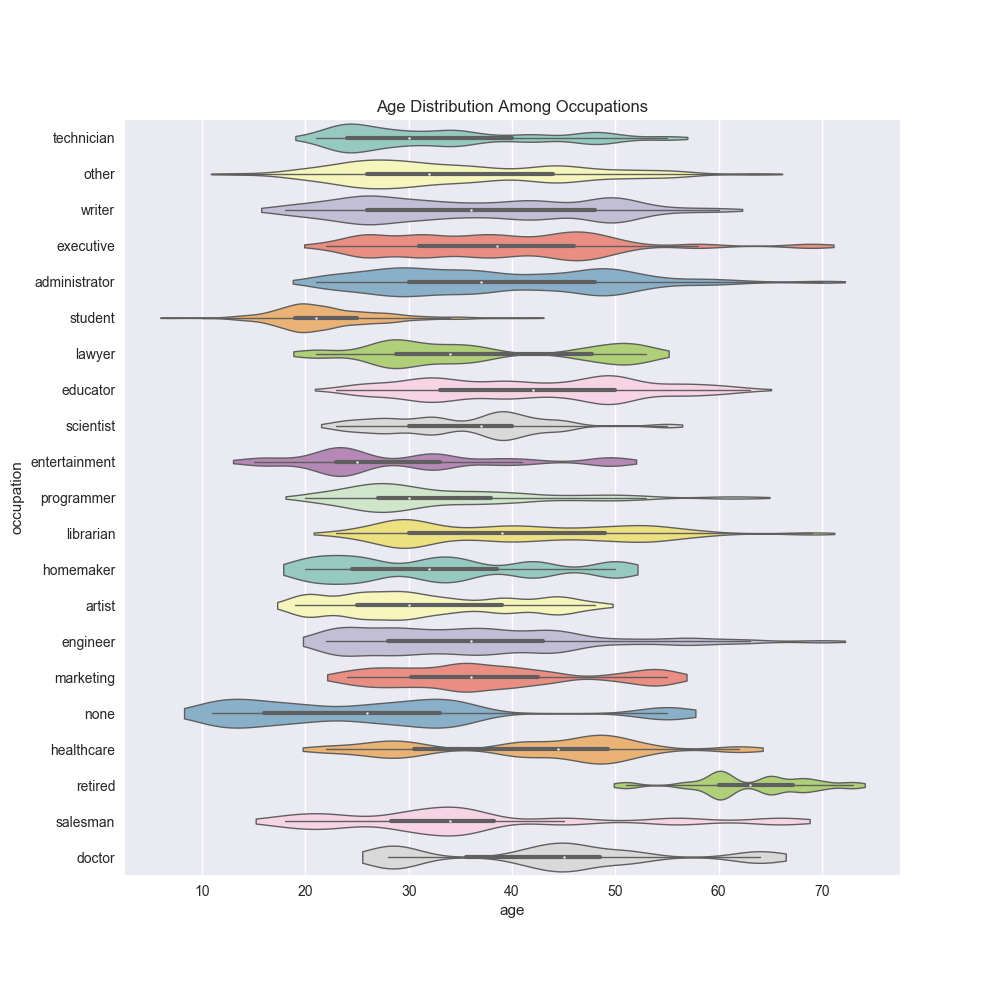 Age Distribution Among Occupations
technician
other
writer
executive
administrator
student
lawyer
educator
scientist
entertainment
programmer
librarian
homemaker
artist
engineer
marketing
none
healthcare
retired
salesman
doctor
occupation
10 20 30 40 50 60 70
age